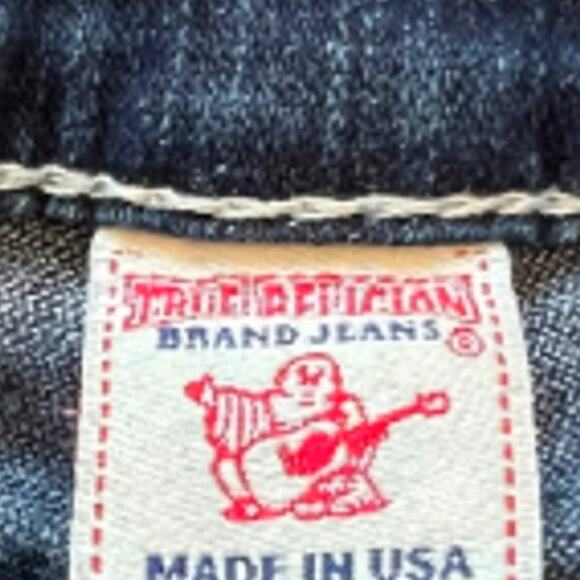 TRUE RELIGION
BRAND JEANS ®
MADE IN USA